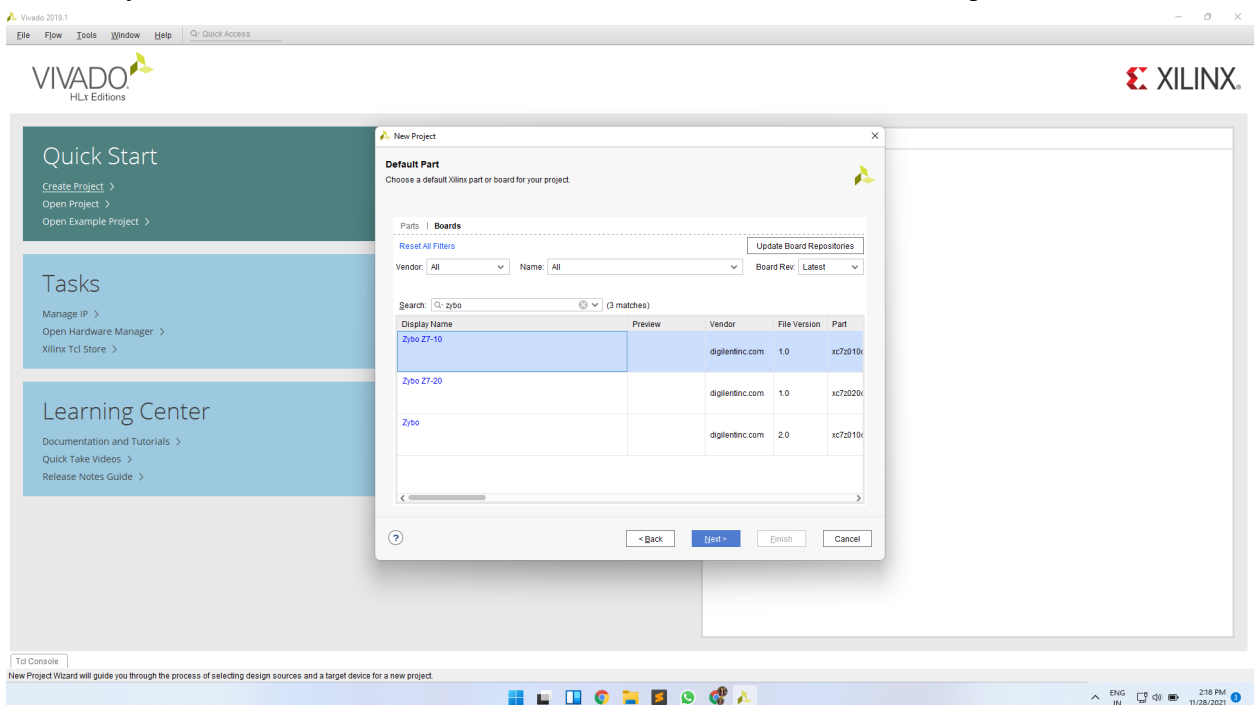 Vivado 2019.1
File Flow Tools Window Help Q- Quick Access
VIVADO.
HLx Editions
XILINX.
Quick Start
Create Project >
Open Project >
Open Example Project >
Tasks
Manage IP >
Open Hardware Manager >
Xilinx Tcl Store >
Learning Center
Documentation and Tutorials >
Quick Take Videos >
Release Notes Guide >
New Project
Default Part
Choose a default Xilinx part or board for your project.
Parts | Boards
Reset All Filters Update Board Repositories
Vendor: All Name: All Board Rev: Latest
Search: Q- zybo (3 matches)
Display Name Preview Vendor File Version Part
Zybo Z7-10 digilentinc.com 1.0 xc7z010c
Zybo Z7-20 digilentinc.com 1.0 xc7z020c
Zybo digilentinc.com 2.0 xc7z010c
? < Back Next > Finish Cancel
Tcl Console
New Project Wizard will guide you through the process of selecting design sources and a target device for a new project.
ENG 2:18 PM
IN 11/28/2021 3